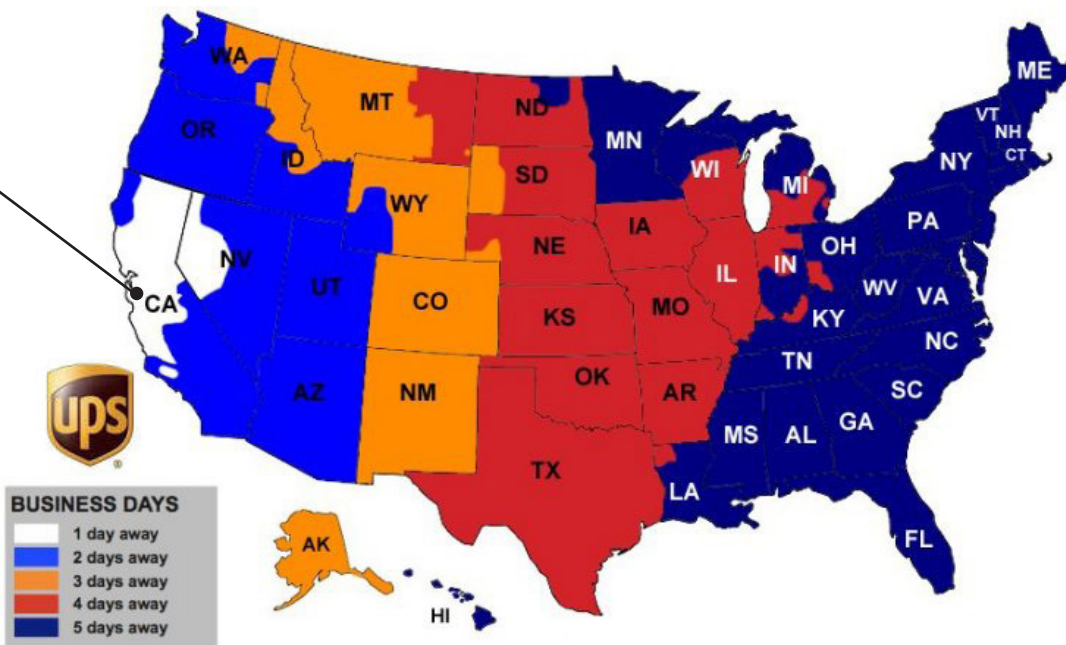 WA
MT
ND
MN
ME
VT
NH
CT
NY
OR
ID
SD
WI
MI
WY
PA
IA
NE
OH
IL
IN
NV
CA
UT
CO
WV
VA
KS
MO
KY
NC
TN
OK
AZ
NM
AR
SC
MS
AL
GA
TX
LA
FL
ups
®
BUSINESS DAYS
1 day away
2 days away
3 days away
4 days away
5 days away
AK
HI